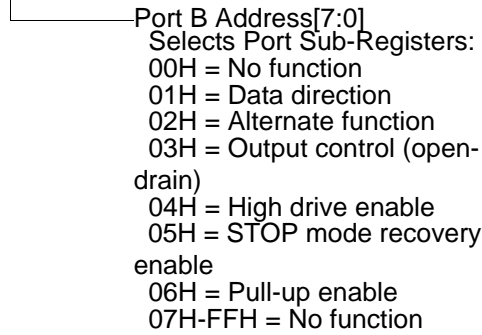 Port B Address[7:0]
Selects Port Sub-Registers:
00H = No function
01H = Data direction
02H = Alternate function
03H = Output control (open-
drain)
04H = High drive enable
05H = STOP mode recovery
enable
06H = Pull-up enable
07H-FFH = No function